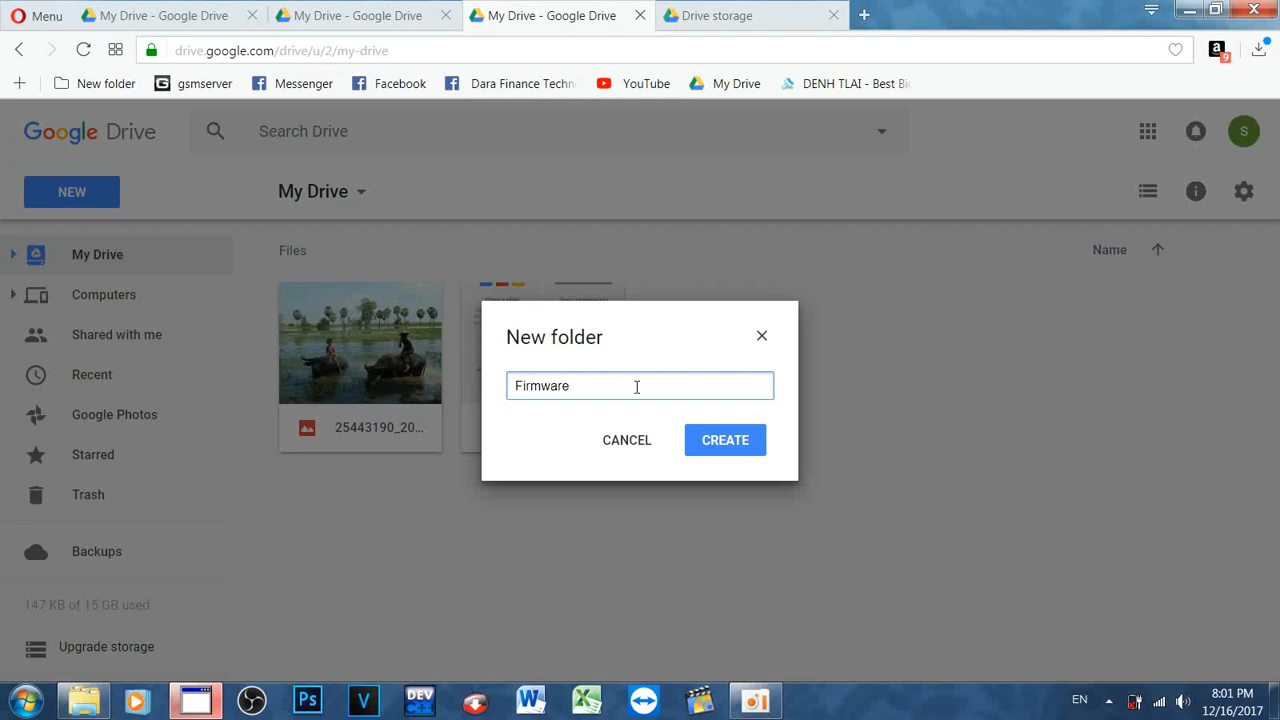 Menu
My Drive - Google Drive
My Drive - Google Drive
My Drive - Google Drive
Drive storage
drive.google.com/drive/u/2/my-drive
9
New folder
G gsmserver
Messenger
Facebook
Dara Finance Techn
YouTube
My Drive
DENH TLAI - Best Bi
Google Drive
Search Drive
S
NEW
My Drive
My Drive
Computers
Shared with me
Recent
Google Photos
Starred
Trash
Backups
147 KB of 15 GB used
Upgrade storage
Files
Name
25443190_20...
New folder
Firmware
CANCEL
CREATE
Ps
V
DEV
C++
EN
8:01 PM
12/16/2017